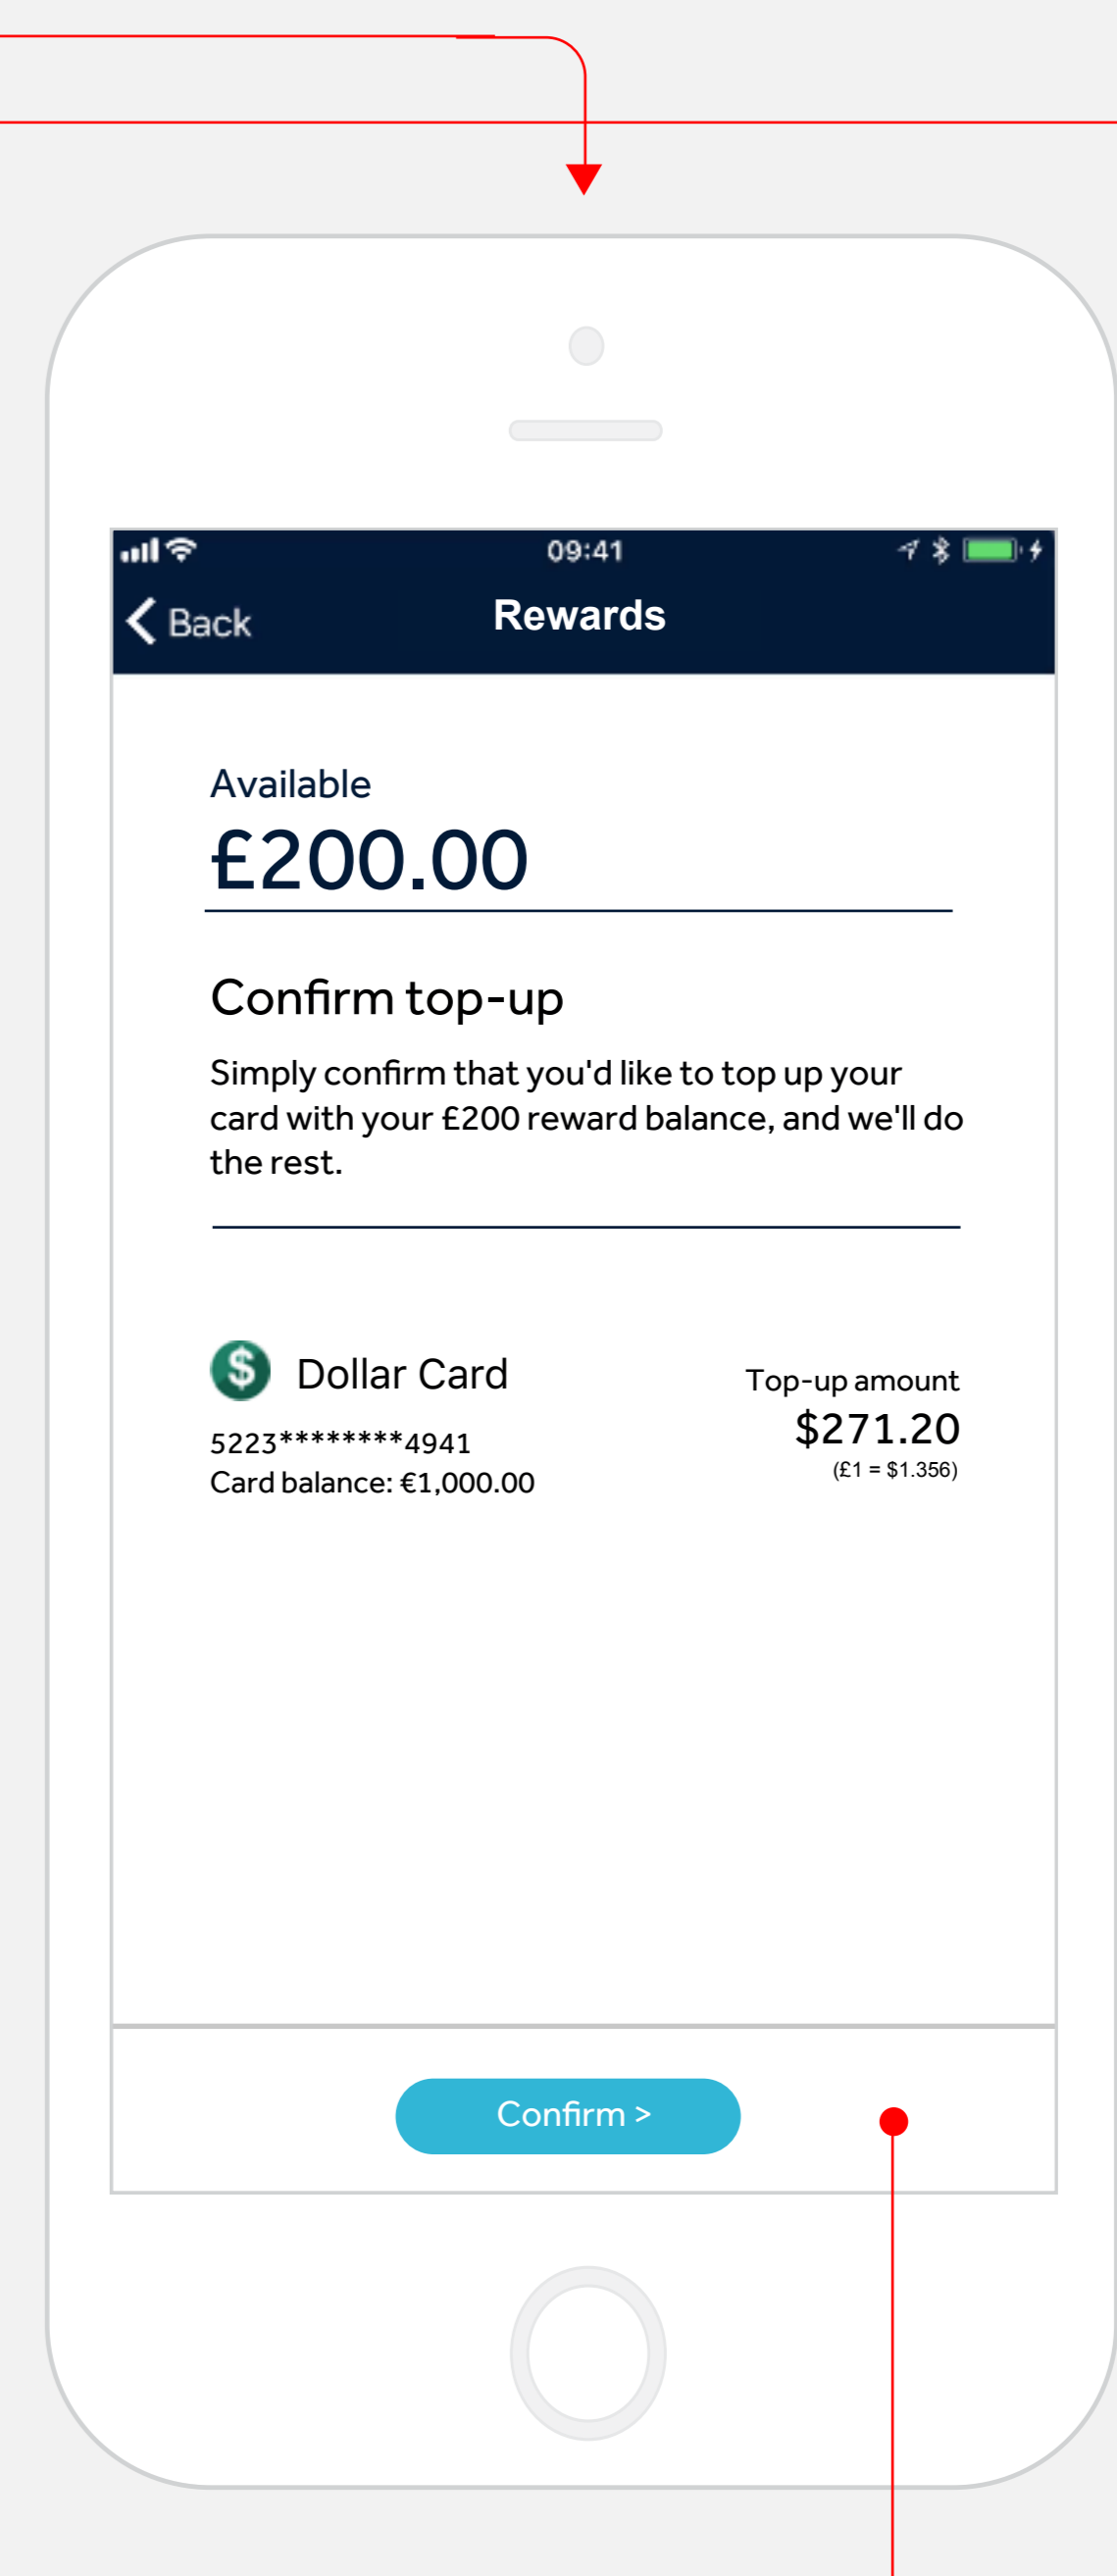 09:41
Back
Rewards
Available
£200.00
Confirm top-up
Simply confirm that you'd like to top up your
card with your £200 reward balance, and we'll do
the rest.
$ Dollar Card
5223********4941
Card balance: €1,000.00
Top-up amount
$271.20
(£1 = $1.356)
Confirm >